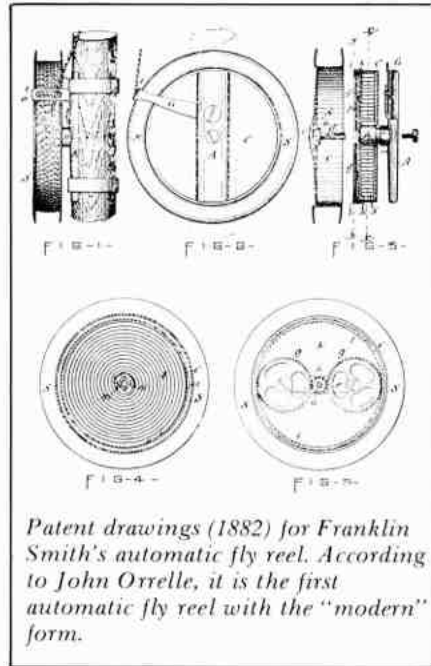 FIG-1-
FIG-2-
FIG-3-
FIG-4-
FIG-5-
Patent drawings (1882) for Franklin
Smith's automatic fly reel. According
to John Orrelle, it is the first
automatic fly reel with the "modern"
form.